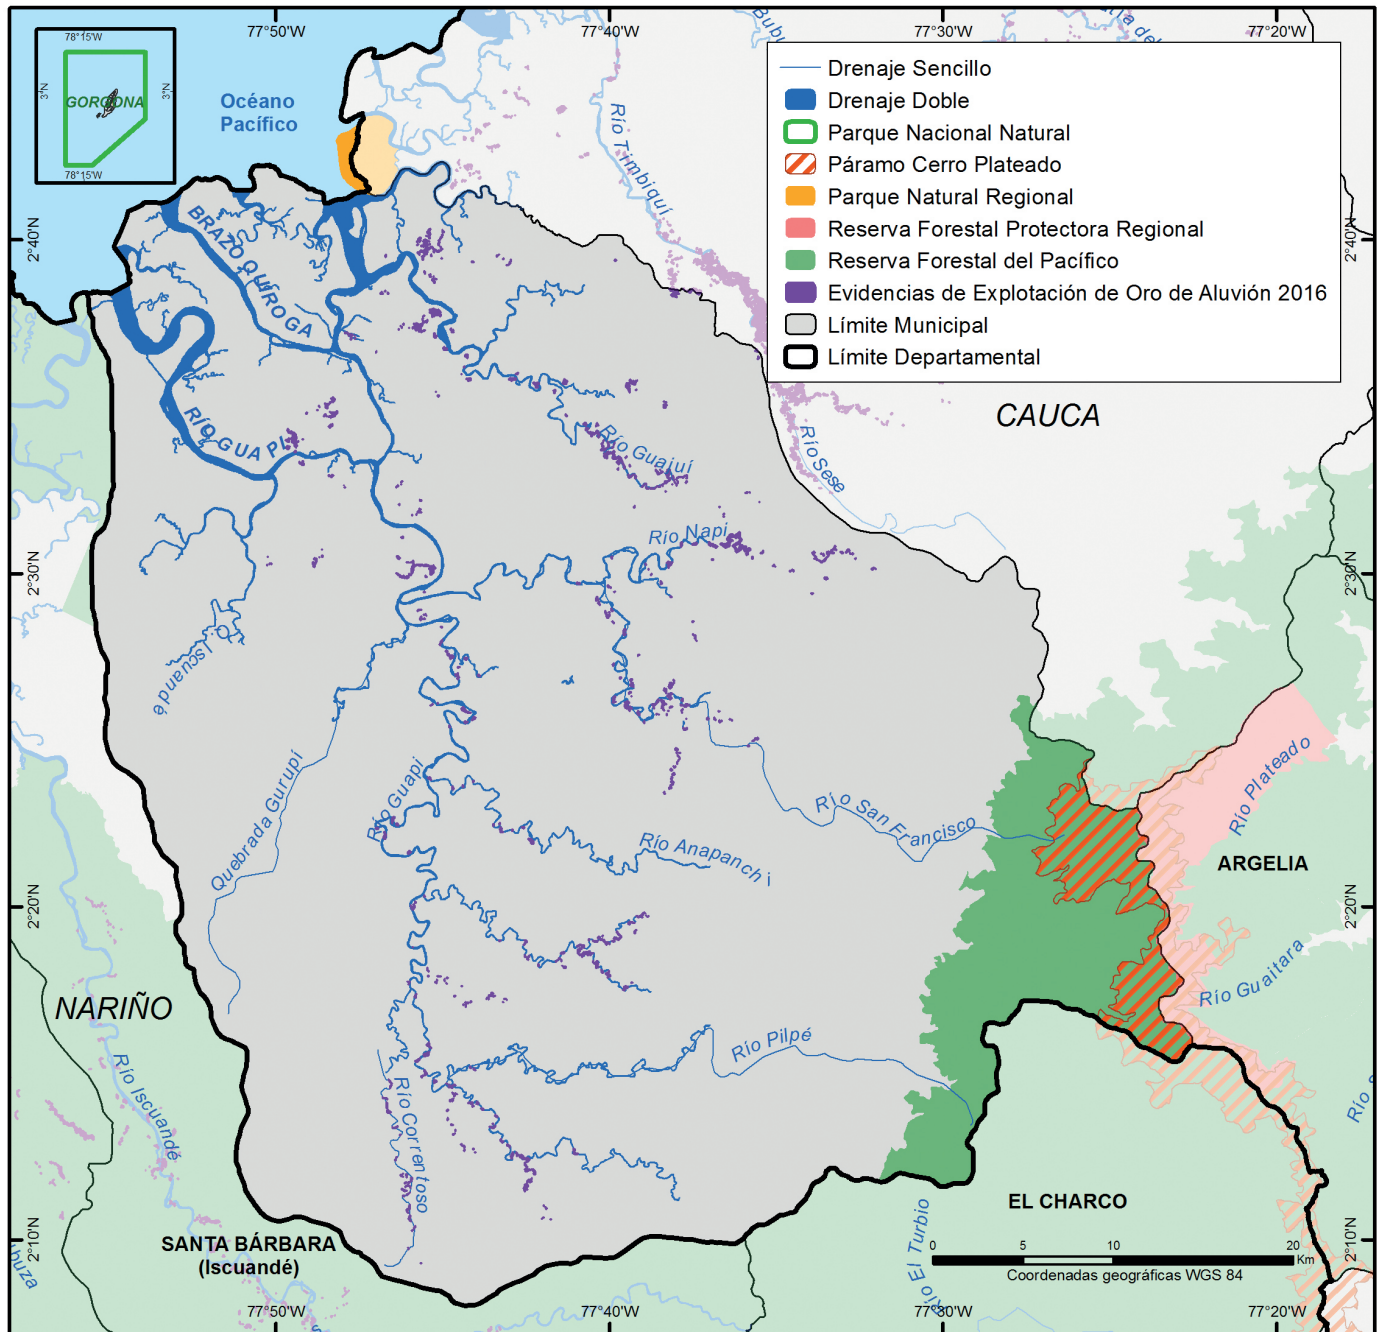 77°50'W
77°40'W
77°30'W
77°20'W
78°15'W
3°N
GORGONA
3°N
78°15'W
Océano
Pacífico
Drenaje Sencillo
Drenaje Doble
Parque Nacional Natural
Páramo Cerro Plateado
Parque Natural Regional
Reserva Forestal Protectora Regional
Reserva Forestal del Pacífico
Evidencias de Explotación de Oro de Aluvión 2016
Límite Municipal
Límite Departamental
Río Timbiquí
2°40'N
2°40'N
BRAZO QUIROGA
RÍO GUAPI
Río Guajuí
Río Sese
CAUCA
Río Napi
2°30'N
2°30'N
Q. Iscuandé
Quebrada Gurupí
Río Guapi
Río San Francisco
Río Anapanchi
Río Plateado
ARGELIA
2°20'N
2°20'N
Río Guaitara
NARIÑO
Río Pilpé
Río Iscuandé
Río Correntoso
EL CHARCO
Río El Turbio
2°10'N
2°10'N
SANTA BÁRBARA
(Iscuandé)
0 5 10 20
Km
Coordenadas geográficas WGS 84
77°50'W
77°40'W
77°30'W
77°20'W